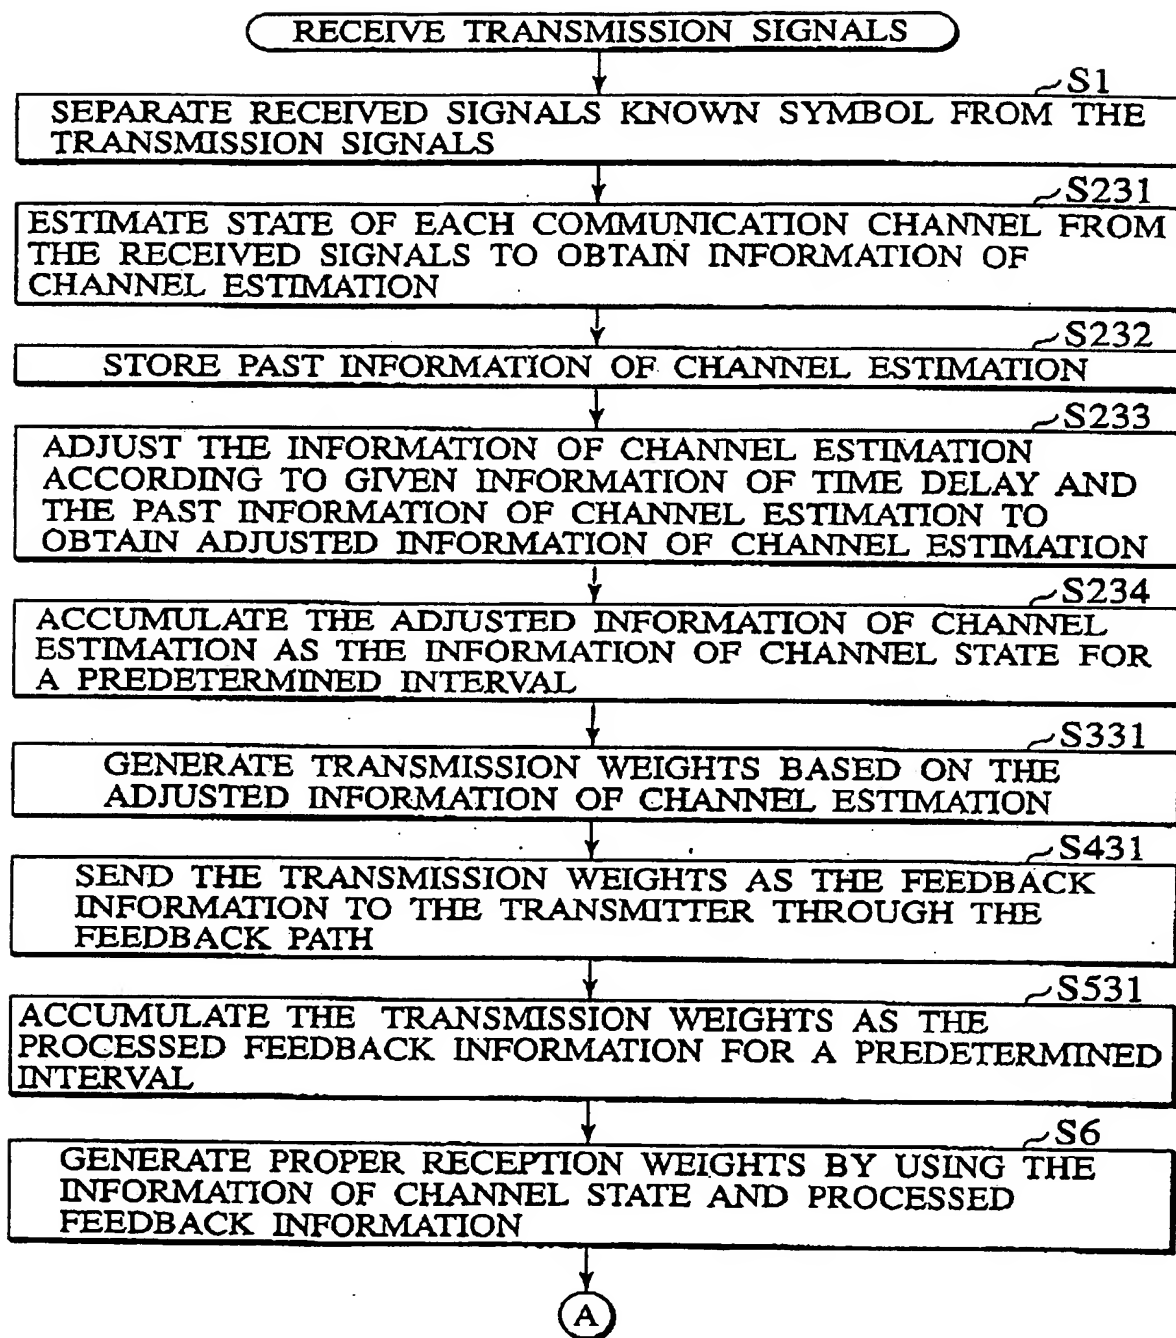 RECEIVE TRANSMISSION SIGNALS
S1
SEPARATE RECEIVED SIGNALS KNOWN SYMBOL FROM THE
TRANSMISSION SIGNALS
S231
ESTIMATE STATE OF EACH COMMUNICATION CHANNEL FROM
THE RECEIVED SIGNALS TO OBTAIN INFORMATION OF
CHANNEL ESTIMATION
S232
STORE PAST INFORMATION OF CHANNEL ESTIMATION
S233
ADJUST THE INFORMATION OF CHANNEL ESTIMATION
ACCORDING TO GIVEN INFORMATION OF TIME DELAY AND
THE PAST INFORMATION OF CHANNEL ESTIMATION TO
OBTAIN ADJUSTED INFORMATION OF CHANNEL ESTIMATION
S234
ACCUMULATE THE ADJUSTED INFORMATION OF CHANNEL
ESTIMATION AS THE INFORMATION OF CHANNEL STATE FOR
A PREDETERMINED INTERVAL
S331
GENERATE TRANSMISSION WEIGHTS BASED ON THE
ADJUSTED INFORMATION OF CHANNEL ESTIMATION
S431
SEND THE TRANSMISSION WEIGHTS AS THE FEEDBACK
INFORMATION TO THE TRANSMITTER THROUGH THE
FEEDBACK PATH
S531
ACCUMULATE THE TRANSMISSION WEIGHTS AS THE
PROCESSED FEEDBACK INFORMATION FOR A PREDETERMINED
INTERVAL
S6
GENERATE PROPER RECEPTION WEIGHTS BY USING THE
INFORMATION OF CHANNEL STATE AND PROCESSED
FEEDBACK INFORMATION
A